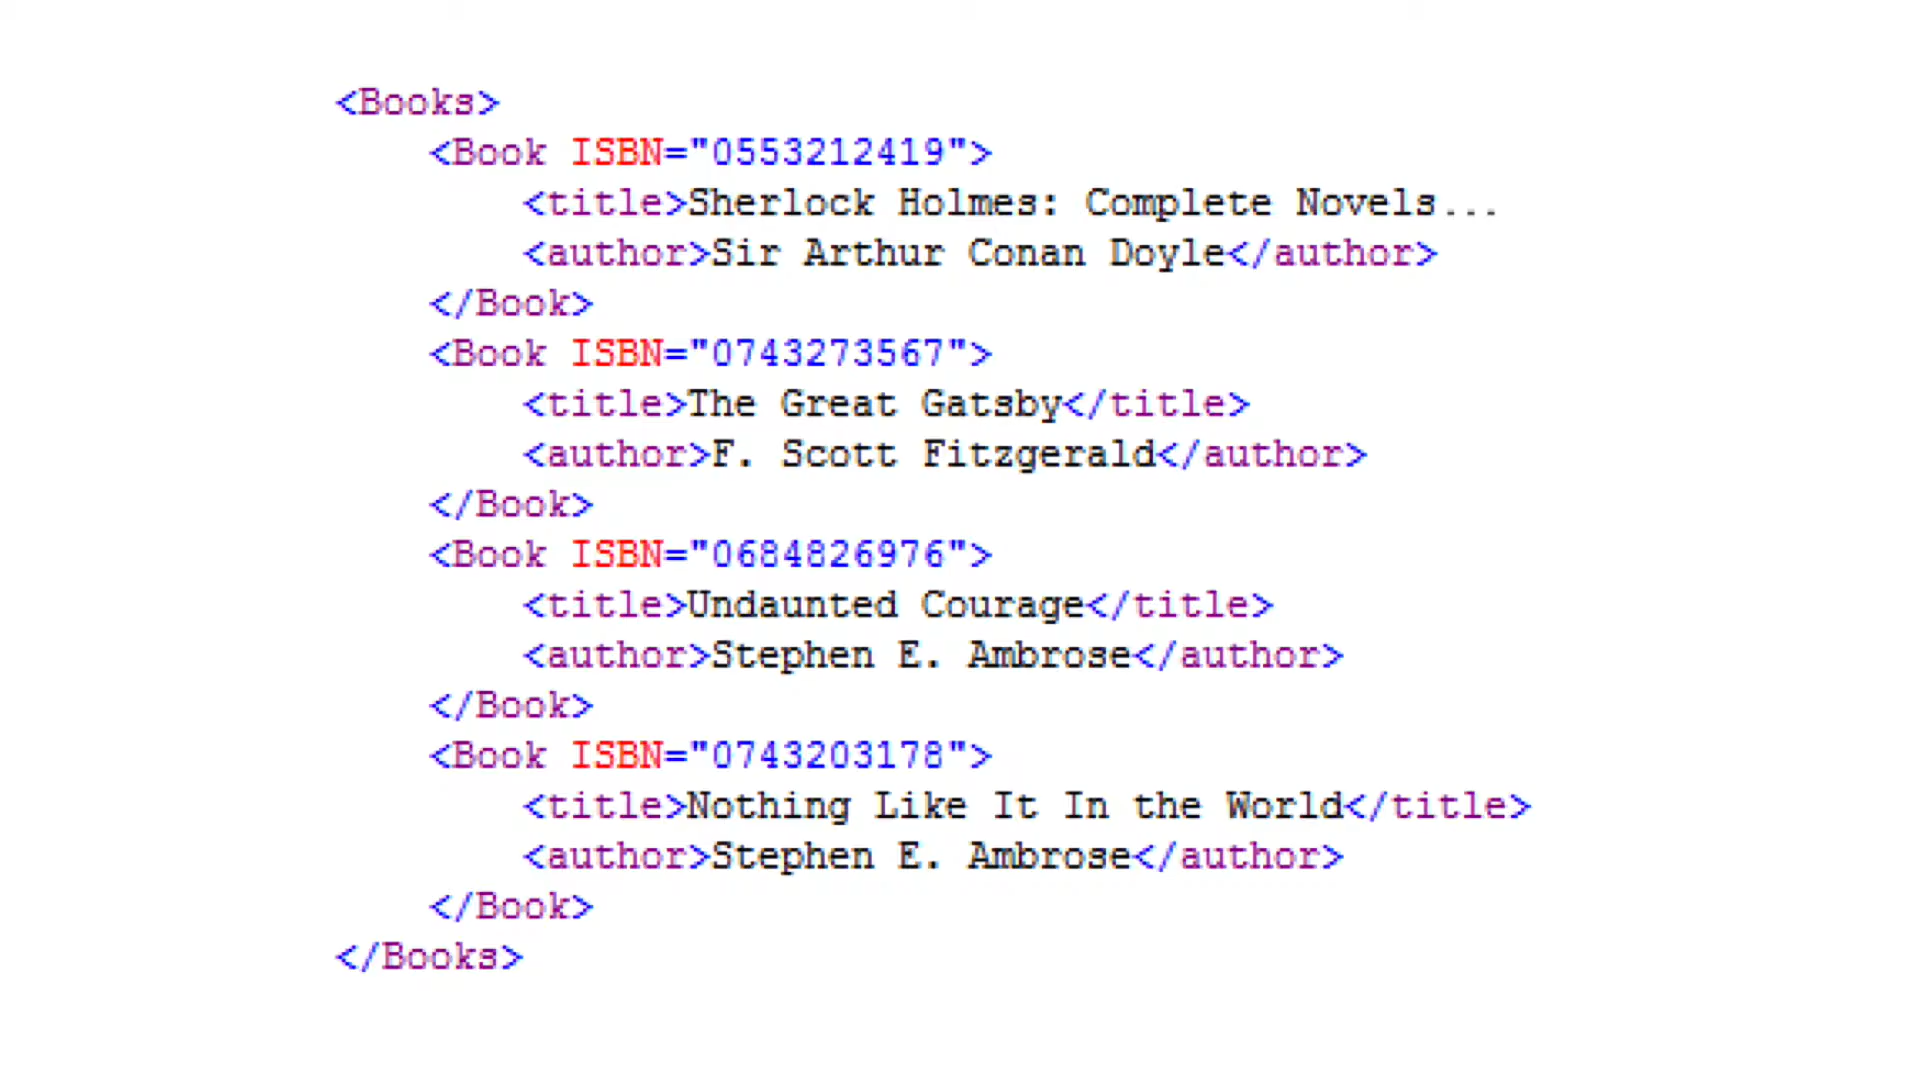 <Books>
<Book ISBN="0553212419">
<title>Sherlock Holmes: Complete Novels...
<author>Sir Arthur Conan Doyle</author>
</Book>
<Book ISBN="0743273567">
<title>The Great Gatsby</title>
<author>F. Scott Fitzgerald</author>
</Book>
<Book ISBN="0684826976">
<title>Undaunted Courage</title>
<author>Stephen E. Ambrose</author>
</Book>
<Book ISBN="0743203178">
<title>Nothing Like It In the World</title>
<author>Stephen E. Ambrose</author>
</Book>
</Books>